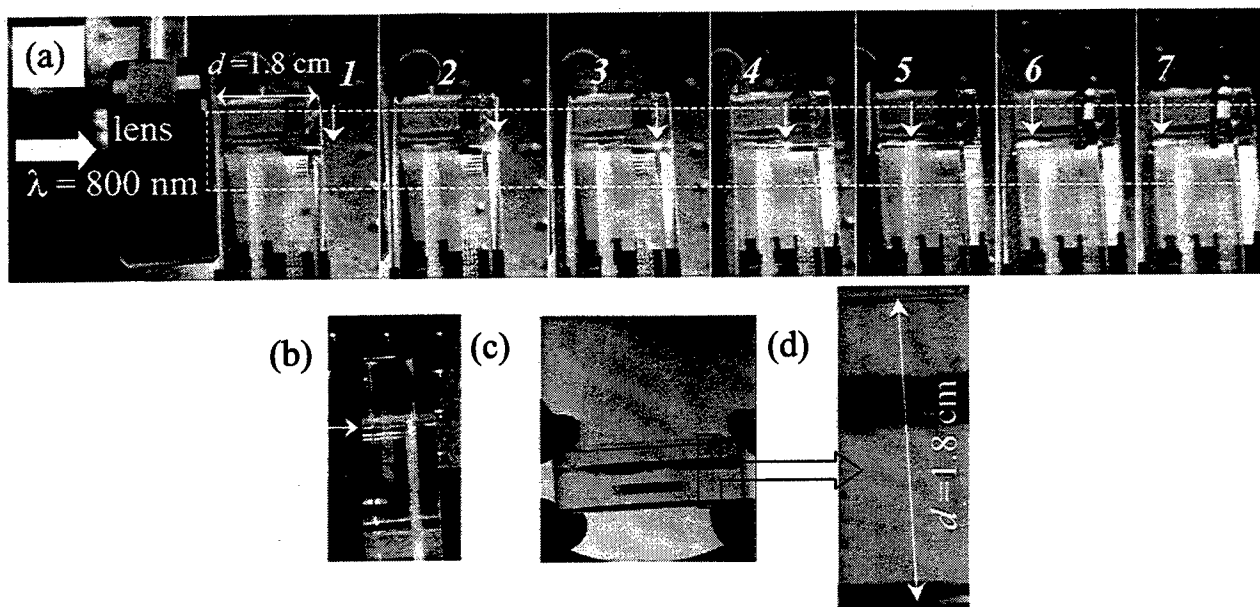 (a)
d=1.8 cm
1 2 3 4 5 6 7
lens
λ = 800 nm
(b)
(c)
(d)
d=1.8 cm